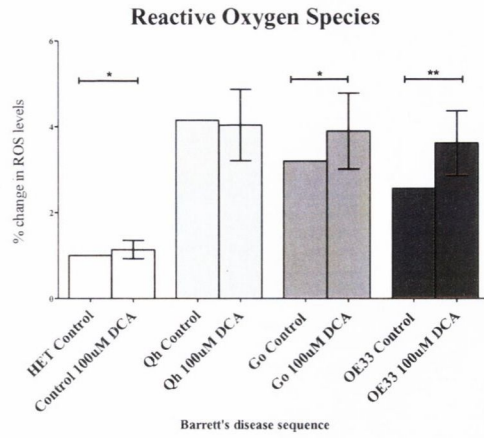 Reactive Oxygen Species
% change in ROS levels
6
4
2
0
*
*
**
HET Control
Control 100uM DCA
Qh Control
Qh 100uM DCA
Go Control
Go 100uM DCA
OE33 Control
OE33 100uM DCA
Barrett's disease sequence